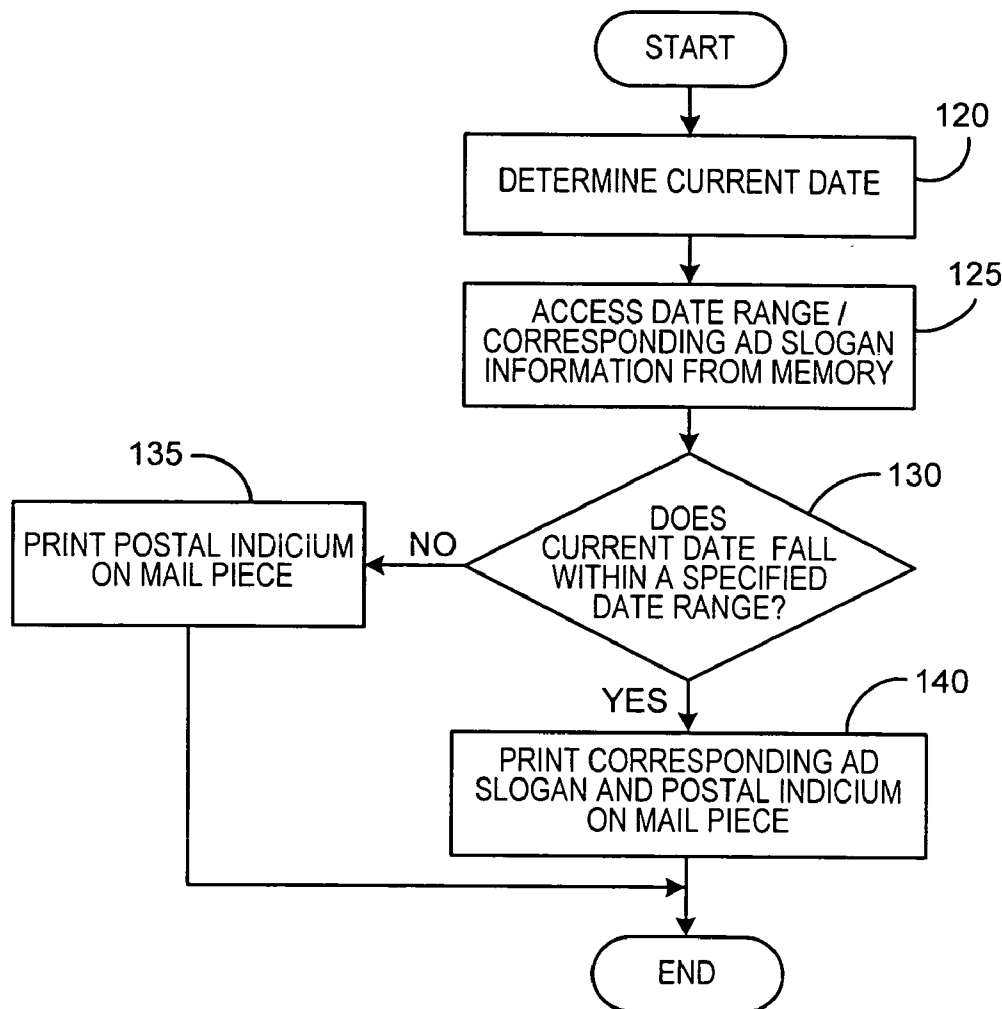 START
120
DETERMINE CURRENT DATE
125
ACCESS DATE RANGE /
CORRESPONDING AD SLOGAN
INFORMATION FROM MEMORY
130
DOES
CURRENT DATE FALL
WITHIN A SPECIFIED
DATE RANGE?
135
NO
PRINT POSTAL INDICIUM
ON MAIL PIECE
YES
140
PRINT CORRESPONDING AD
SLOGAN AND POSTAL INDICIUM
ON MAIL PIECE
END